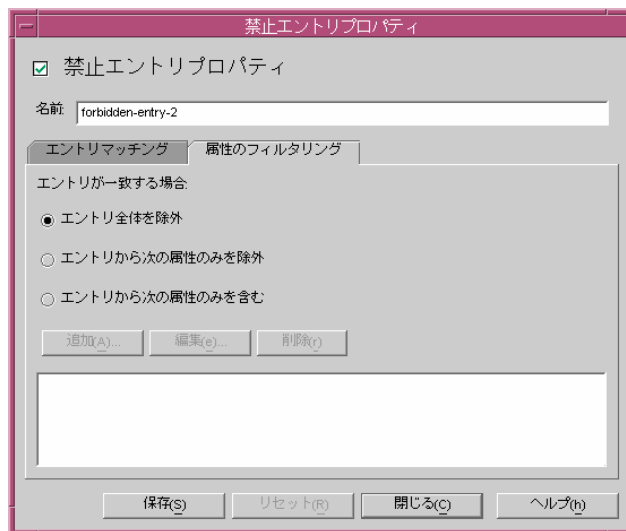 禁止エントリプロパティ
禁止エントリプロパティ
名前: forbidden-entry-2
エントリマッチング 属性のフィルタリング
エントリが一致する場合:
エントリ全体を除外
エントリから次の属性のみを除外
エントリから次の属性のみを含む
追加(A)... 編集(e)... 削除(r)
保存(S) リセット(R) 閉じる(C) ヘルプ(h)